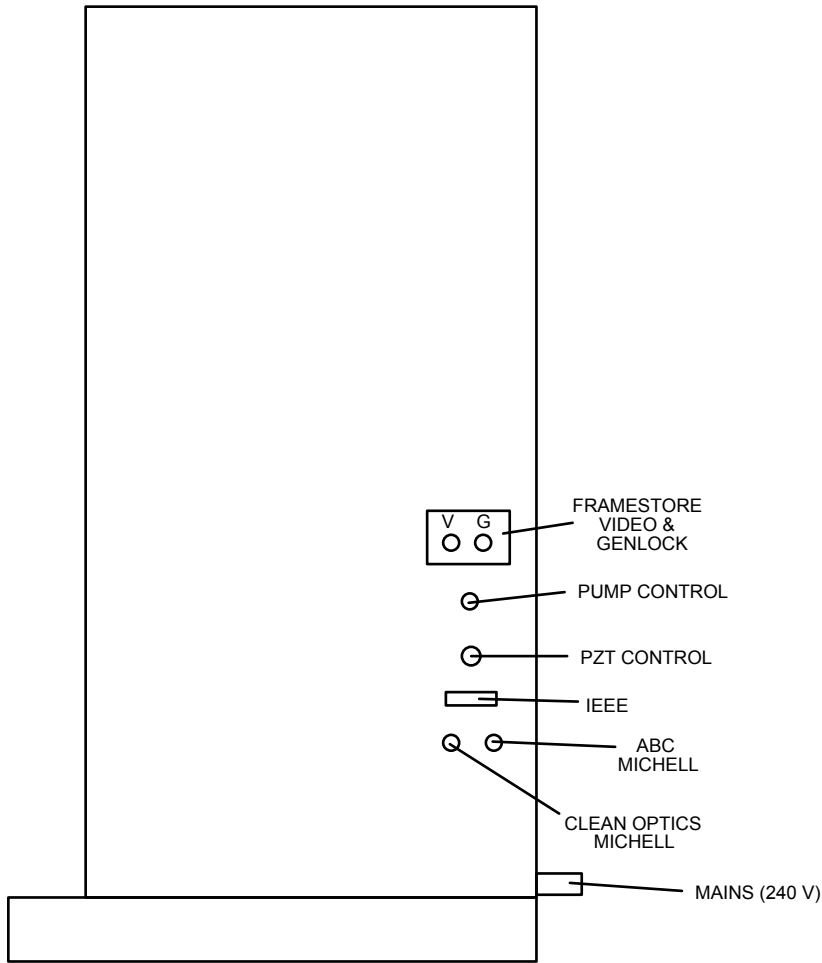 FRAMESTORE
VIDEO &
GENLOCK
V G
PUMP CONTROL
PZT CONTROL
IEEE
ABC
MICHELL
CLEAN OPTICS
MICHELL
MAINS (240 V)